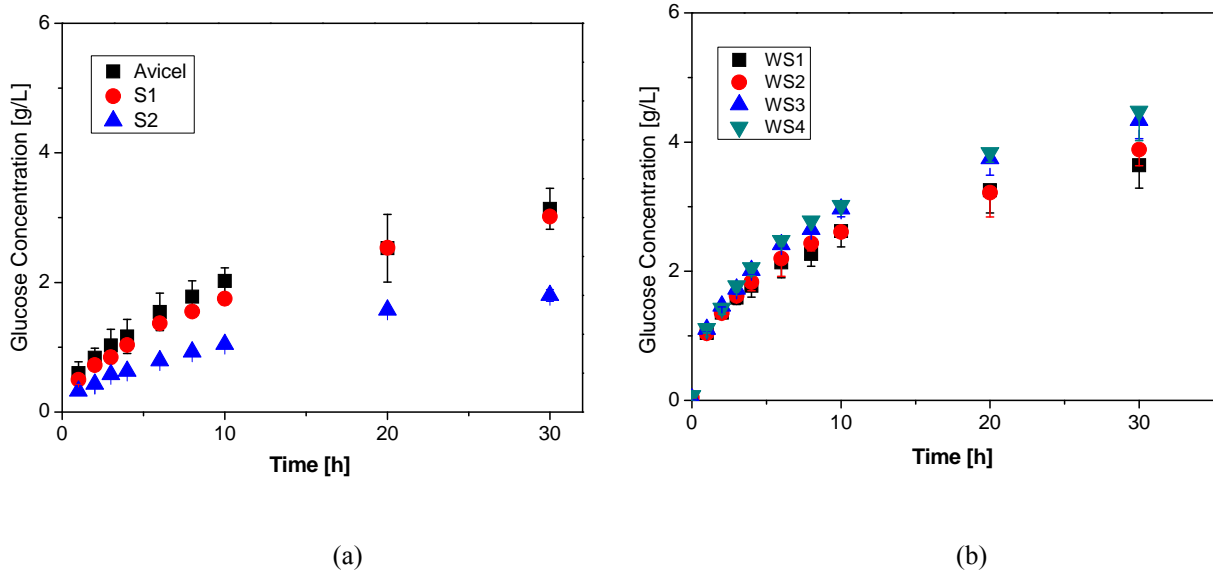 6
4
2
0
Glucose Concentration [g/L]
Avicel
S1
S2
0
10
20
30
Time [h]
(a)
6
4
2
0
Glucose Concentration [g/L]
WS1
WS2
WS3
WS4
0
10
20
30
Time [h]
(b)